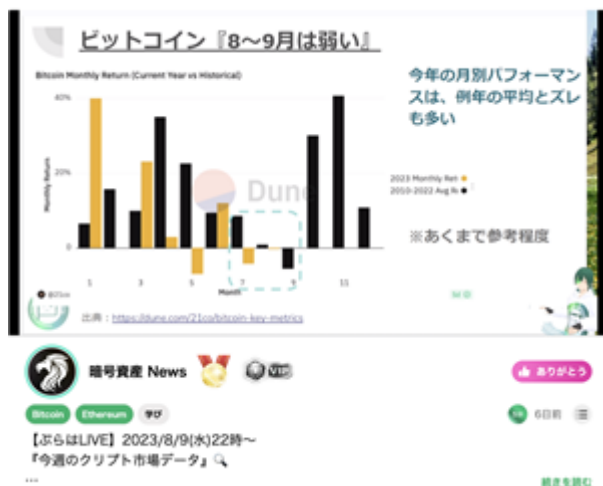 ビットコイン『8〜9月は弱い』
Bitcoin Monthly Return (Current Year vs Historical)
今年の月別パフォーマン
スは、例年の平均とズレ
も多い
40%
20%
0
Monthly Return
Dune
2023 Monthly Ret
2010-2022 Avg R
※あくまで参考程度
1 3 5 7 9 11
Month
@21co
出典：https://dune.com/21co/bitcoin-key-metrics
暗号資産 News
VIP
ありがとう
Bitcoin Ethereum 学び
6日前
【ぷらはLIVE】2023/8/9(水)22時〜
『今週のクリプト市場データ』
...
続きを読む